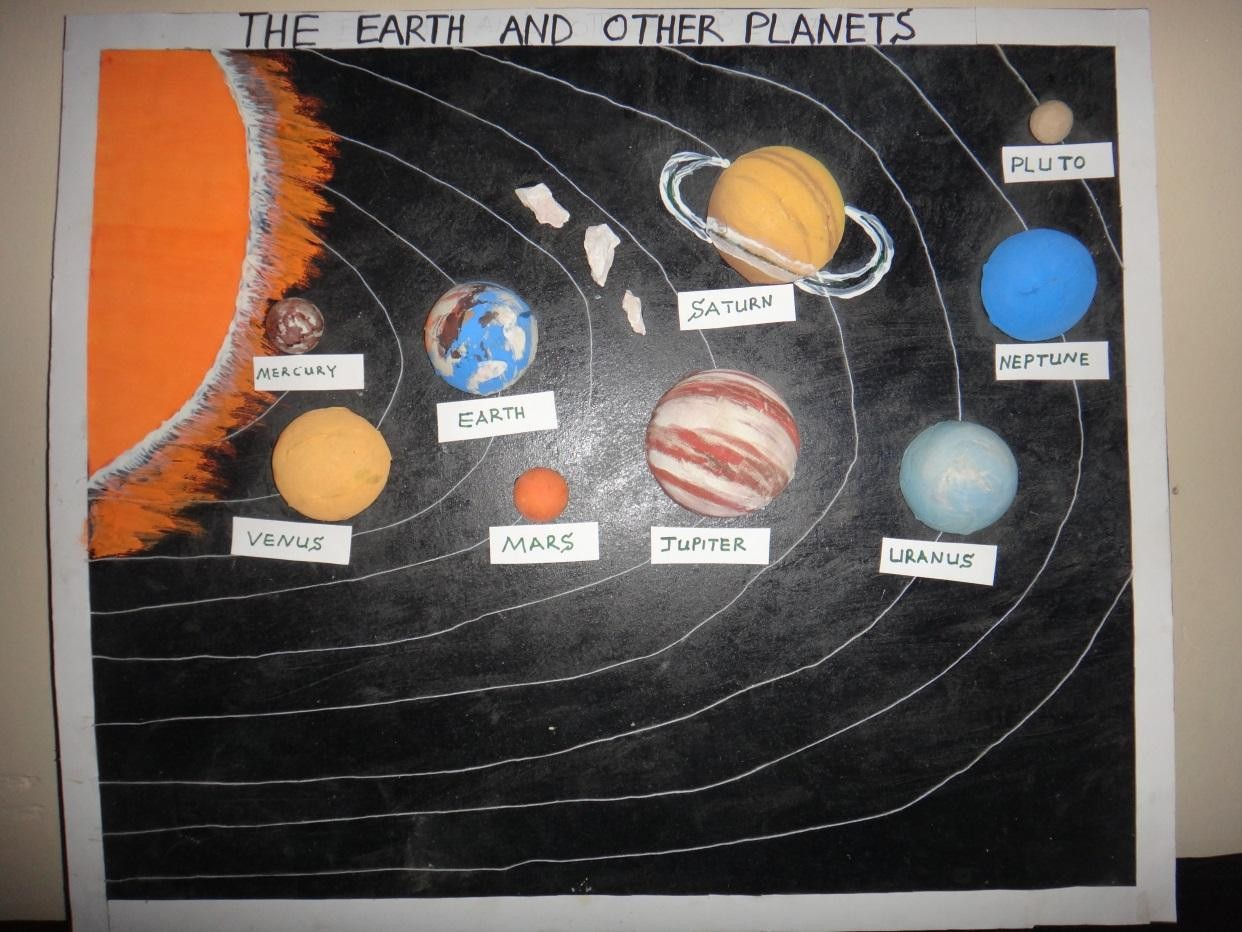 THE EARTH AND OTHER PLANETS
PLUTO
SATURN
NEPTUNE
MERCURY
EARTH
VENUS
MARS
JUPITER
URANUS